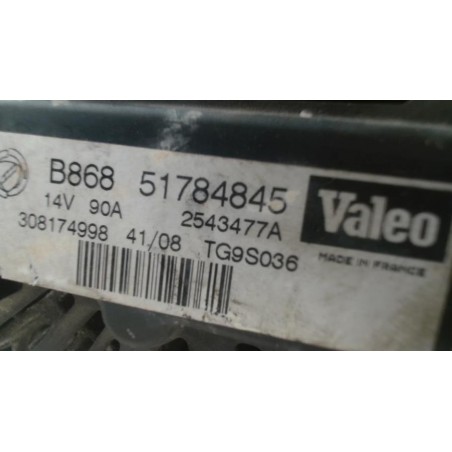 B868 51784845
14V 90A 2543477A
308174998 41/08 TG9S036
Valeo
MADE IN FRANCE